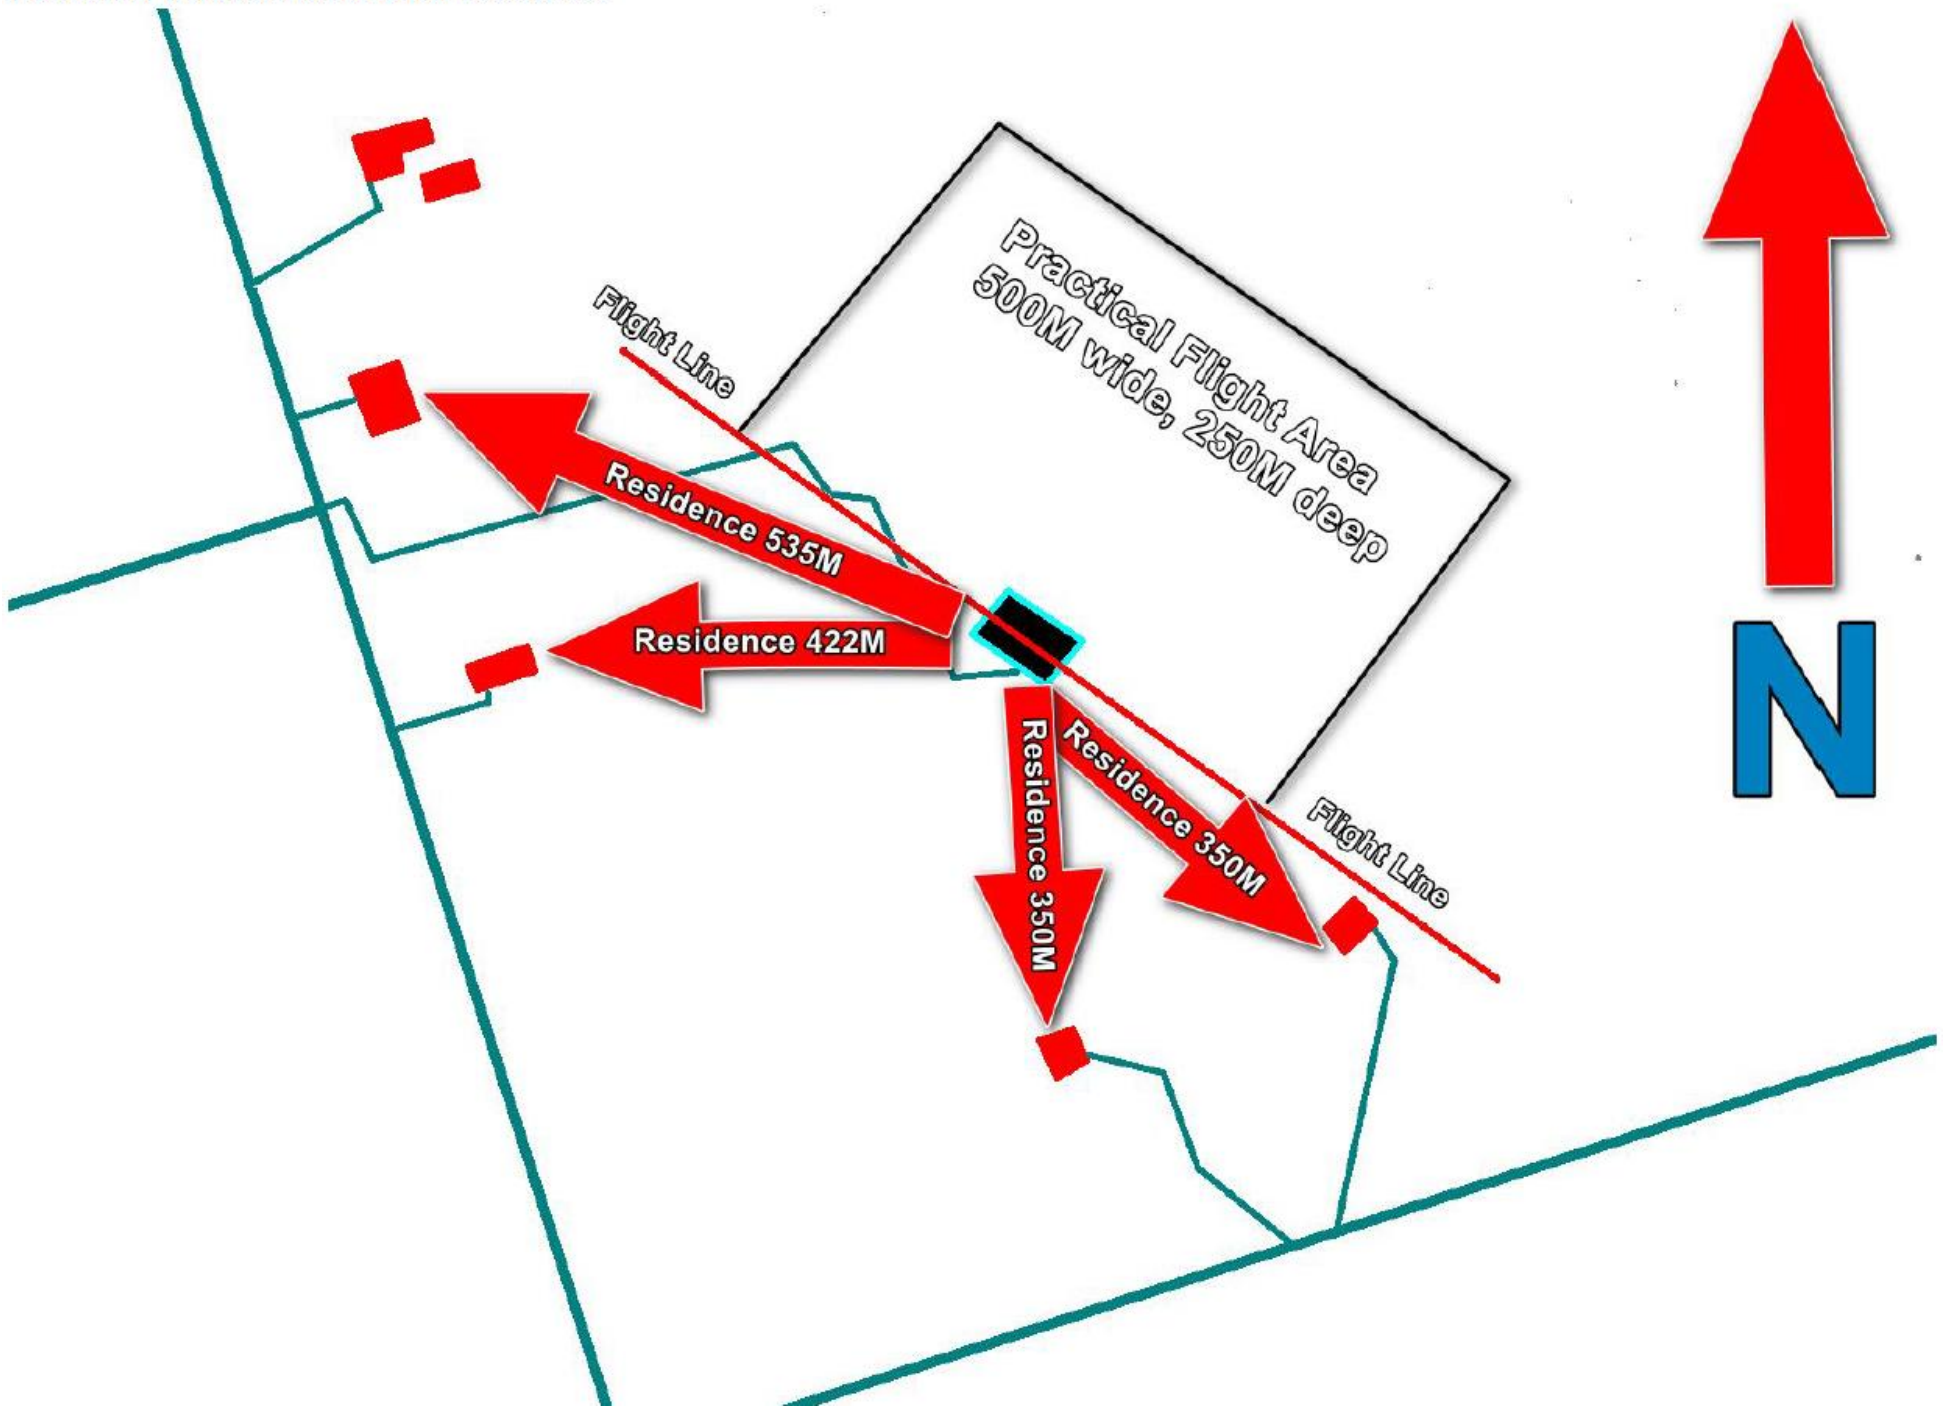 Flight Line
Practical Flight Area
500M wide, 250M deep
Residence 535M
Residence 422M
Residence 350M
Residence 350M
Flight Line
N